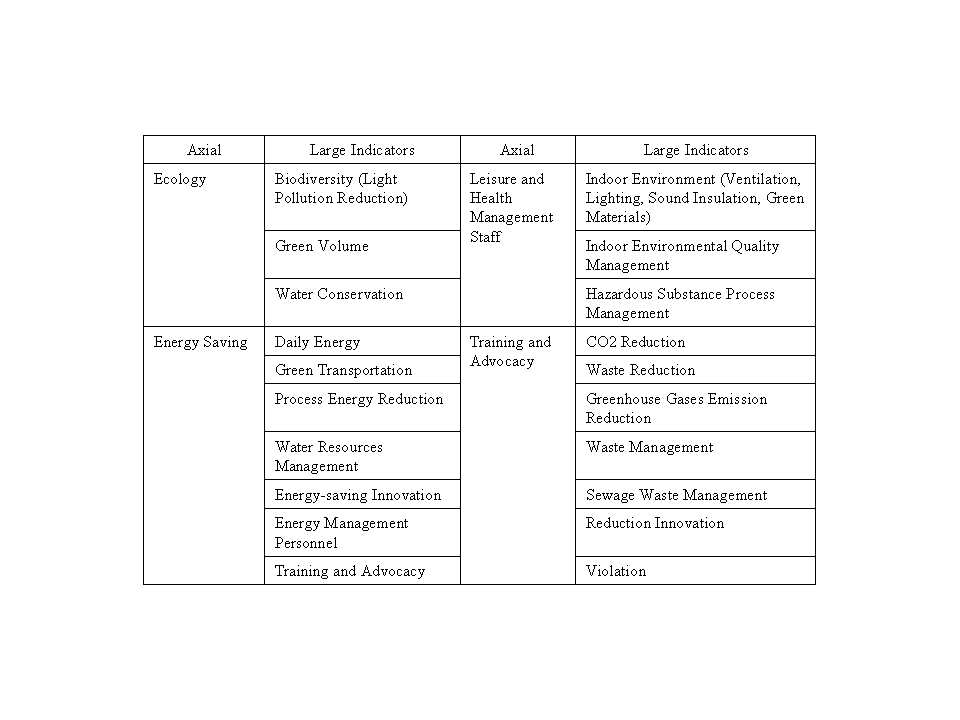 Axial
Large Indicators
Axial
Large Indicators
Ecology
Biodiversity (Light
Pollution Reduction)
Leisure and
Health
Management
Staff
Indoor Environment (Ventilation,
Lighting, Sound Insulation, Green
Materials)
Green Volume
Indoor Environmental Quality
Management
Water Conservation
Hazardous Substance Process
Management
Energy Saving
Daily Energy
Training and
Advocacy
CO2 Reduction
Green Transportation
Waste Reduction
Process Energy Reduction
Greenhouse Gases Emission
Reduction
Water Resources
Management
Waste Management
Energy-saving Innovation
Sewage Waste Management
Energy Management
Personnel
Reduction Innovation
Training and Advocacy
Violation